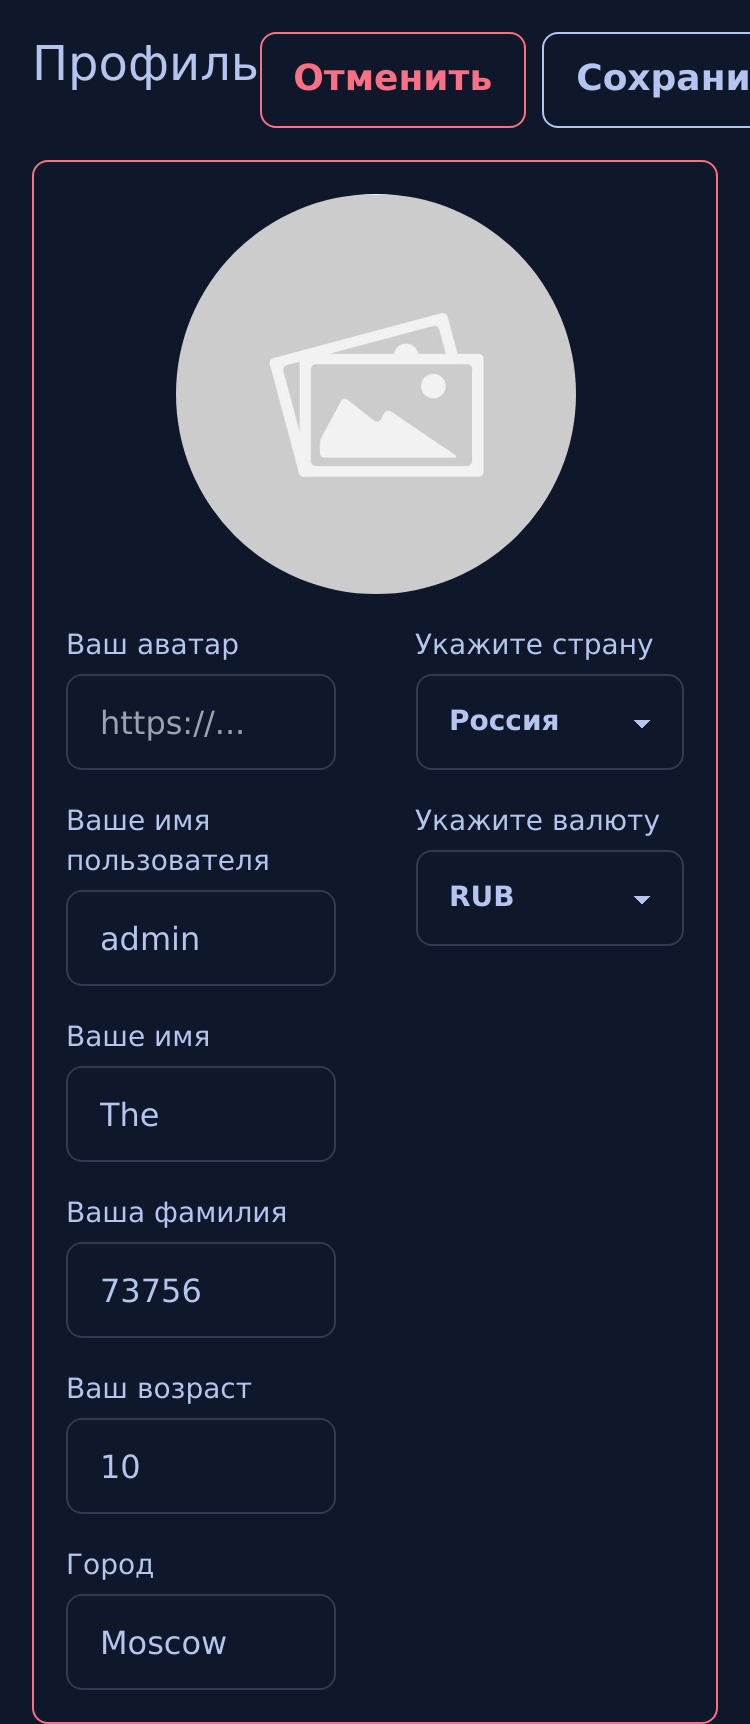 Профиль Отменить Сохрани
Ваш аватар
https://...
Ваше имя
пользователя
admin
Ваше имя
The
Ваша фамилия
73756
Ваш возраст
10
Город
Moscow
Укажите страну
Россия
Укажите валюту
RUB